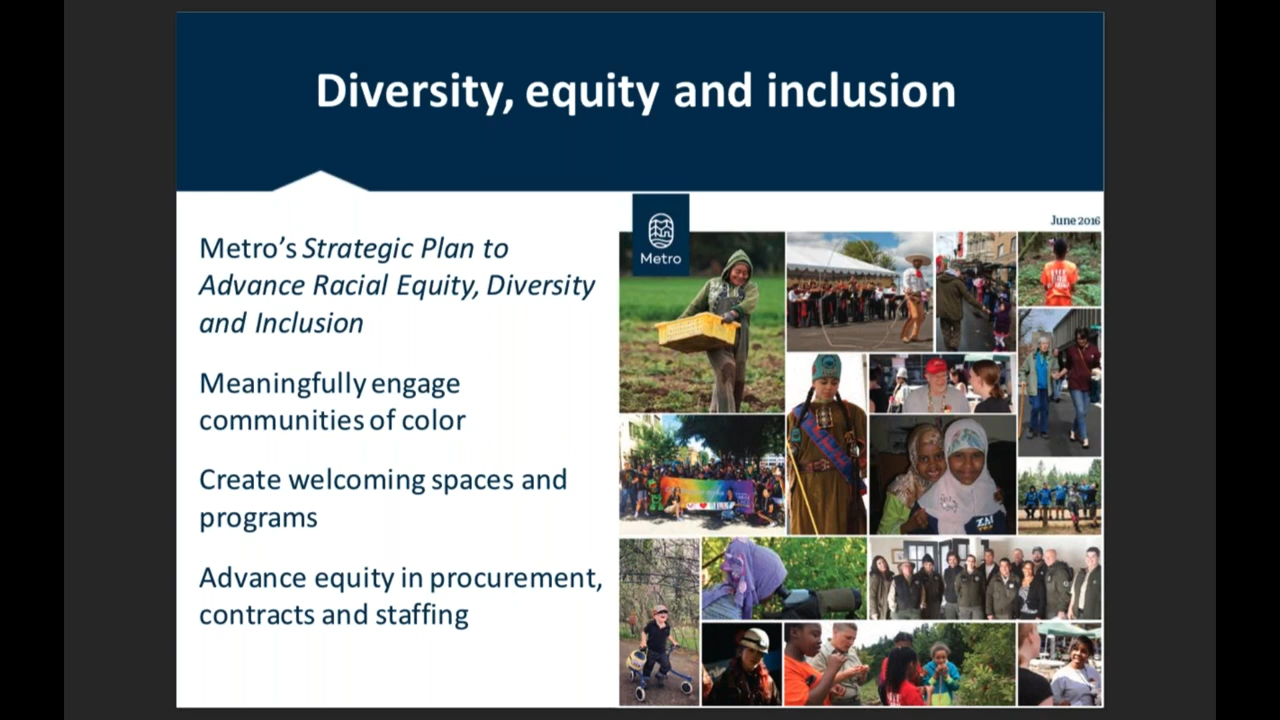 Diversity, equity and inclusion
June 2016
Metro
Metro's Strategic Plan to
Advance Racial Equity, Diversity
and Inclusion
Meaningfully engage
communities of color
Create welcoming spaces and
programs
Advance equity in procurement,
contracts and staffing